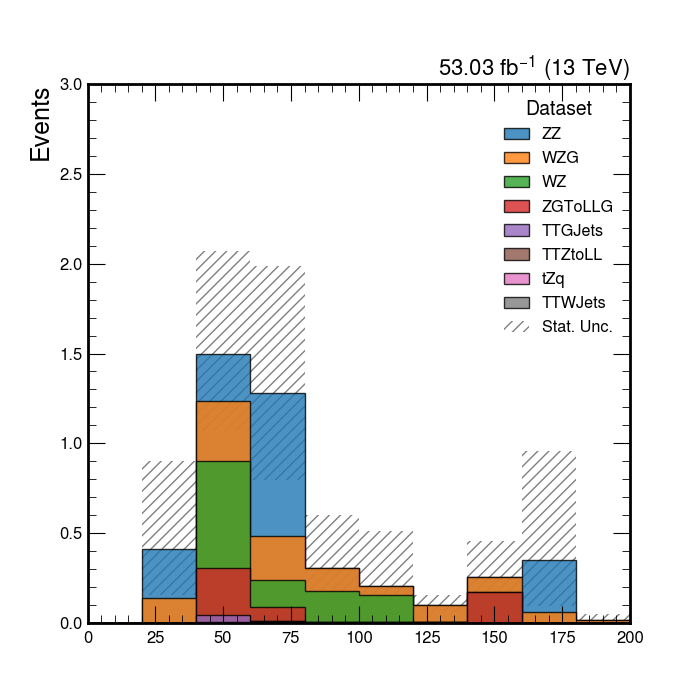 53.03 fb⁻¹ (13 TeV)
Events
3.0
2.5
2.0
1.5
1.0
0.5
0.0
0 25 50 75 100 125 150 175 200
Dataset
ZZ
WZG
WZ
ZGToLLG
TTGJets
TTZtoLL
tZq
TTWJets
Stat. Unc.